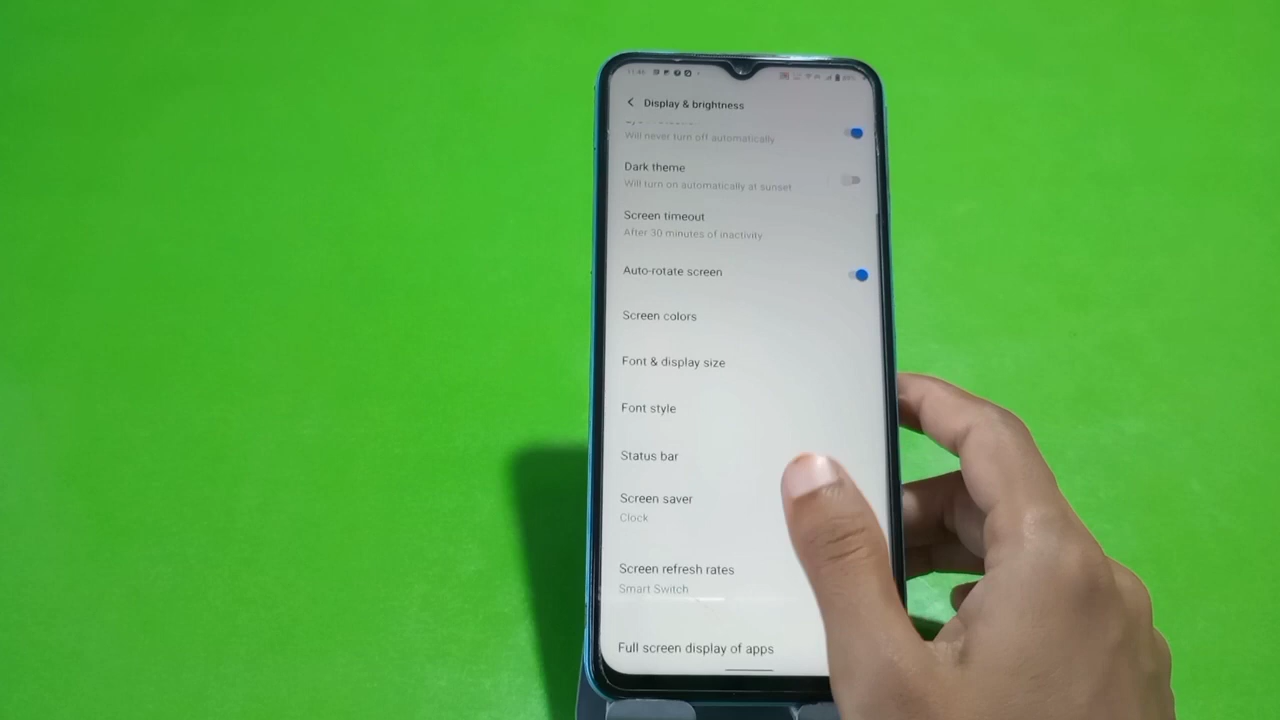 Display & brightness
Will never turn off automatically
Dark theme
Will turn on automatically at sunset
Screen timeout
After 30 minutes of inactivity
Auto-rotate screen
Screen colors
Font & display size
Font style
Status bar
Screen saver
Clock
Screen refresh rates
Smart Switch
Full screen display of apps